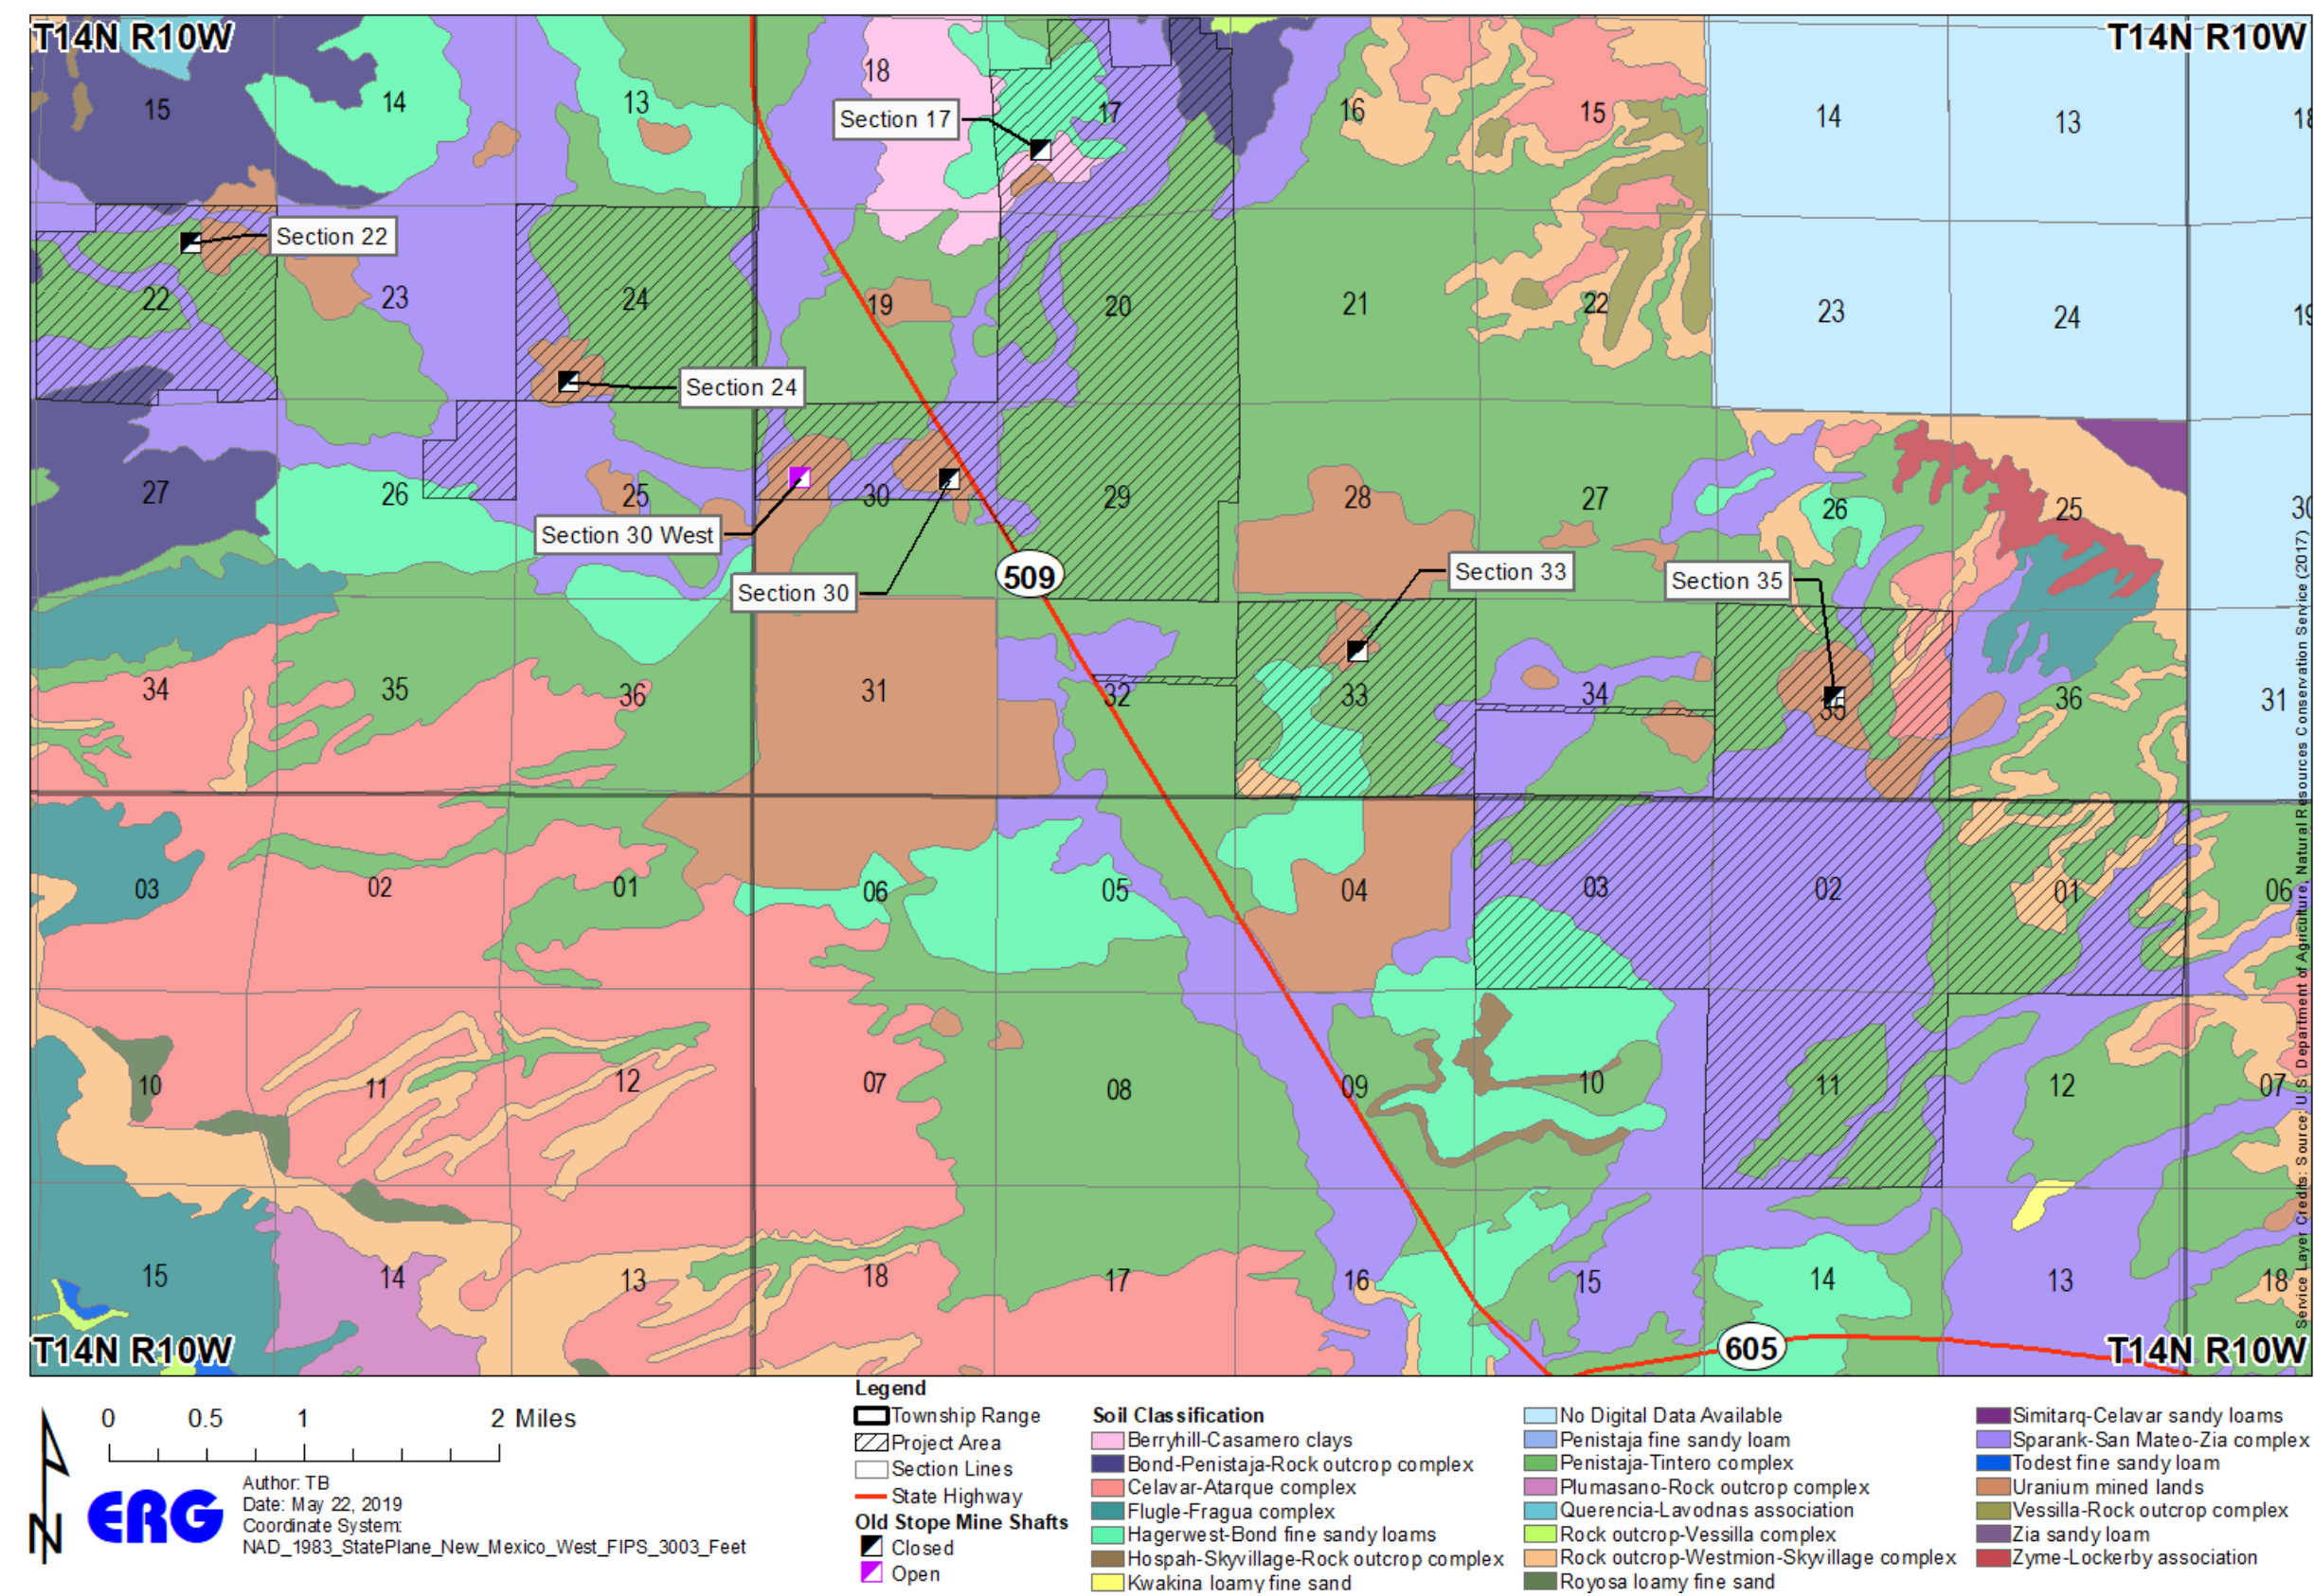 T14N R10W
T14N R10W
15
14
13
18
17
16
15
14
13
18
Section 17
Section 22
22
23
24
19
20
21
22
23
24
19
Section 24
27
26
25
30
29
28
27
26
25
30
Section 30 West
Section 30
509
Section 33
Section 35
34
35
36
31
32
33
34
35
36
31
03
02
01
06
05
04
03
02
01
06
10
11
12
07
08
09
10
11
12
07
15
14
13
18
17
16
15
14
13
18
605
T14N R10W
T14N R10W
Service Layer Credits: Source: U.S. Department of Agriculture, Natural Resources Conservation Service (2017)
0 0.5 1 2 Miles
N
ERG
Author: TB
Date: May 22, 2019
Coordinate System:
NAD_1983_StatePlane_New_Mexico_West_FIPS_3003_Feet
Legend
Township Range
Project Area
Section Lines
State Highway
Old Stope Mine Shafts
Closed
Open
Soil Classification
Berryhill-Casamero clays
Bond-Penistaja-Rock outcrop complex
Celavar-Atarque complex
Flugle-Fragua complex
Hagerwest-Bond fine sandy loams
Hospah-Skyvillage-Rock outcrop complex
Kwakina loamy fine sand
No Digital Data Available
Penistaja fine sandy loam
Penistaja-Tintero complex
Plumasano-Rock outcrop complex
Querencia-Lavodnas association
Rock outcrop-Vessilla complex
Rock outcrop-Westmion-Skyvillage complex
Royosa loamy fine sand
Simitarq-Celavar sandy loams
Sparank-San Mateo-Zia complex
Todest fine sandy loam
Uranium mined lands
Vessilla-Rock outcrop complex
Zia sandy loam
Zyme-Lockerby association